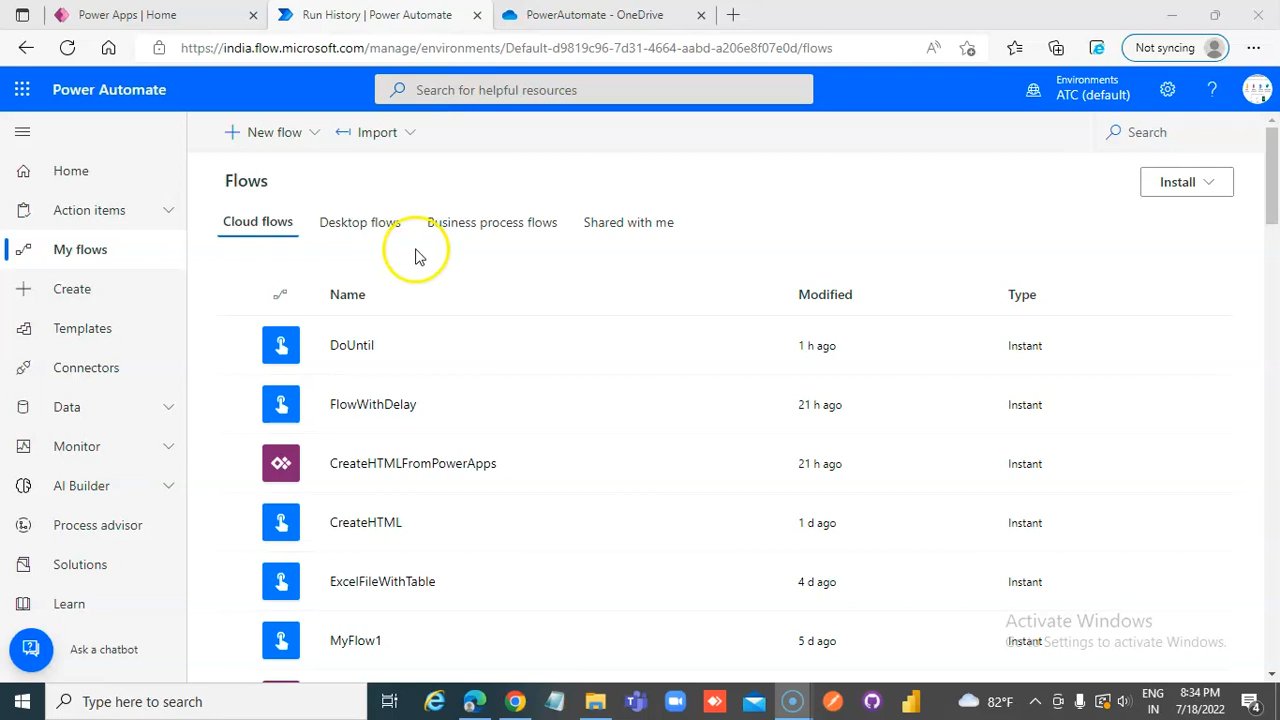 Power Apps | Home
Run History | Power Automate
PowerAutomate - OneDrive
https://india.flow.microsoft.com/manage/environments/Default-d9819c96-7d31-4664-aabd-a206e8f07e0d/flows
Not syncing
Power Automate
Search for helpful resources
Environments
ATC (default)
New flow
Import
Search
Home
Action items
My flows
Create
Templates
Connectors
Data
Monitor
AI Builder
Process advisor
Solutions
Learn
Ask a chatbot
Flows
Install
Cloud flows
Desktop flows
Business process flows
Shared with me
Name Modified Type
DoUntil 1 h ago Instant
FlowWithDelay 21 h ago Instant
CreateHTMLFromPowerApps 21 h ago Instant
CreateHTML 1 d ago Instant
ExcelFileWithTable 4 d ago Instant
MyFlow1 5 d ago Instant
Activate Windows
Go to Settings to activate Windows.
Type here to search
82°F
ENG
IN
8:34 PM
7/18/2022
4